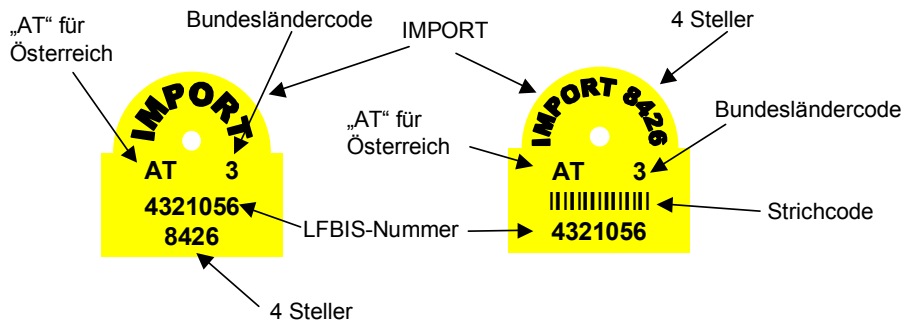 „AT“ für
Österreich
Bundesländercode
IMPORT
4 Steller
IMPORT
AT 3
4321056
8426
LFBIS-Nummer
4 Steller
„AT“ für
Österreich
IMPORT 8426
AT 3
4321056
Bundesländercode
Strichcode